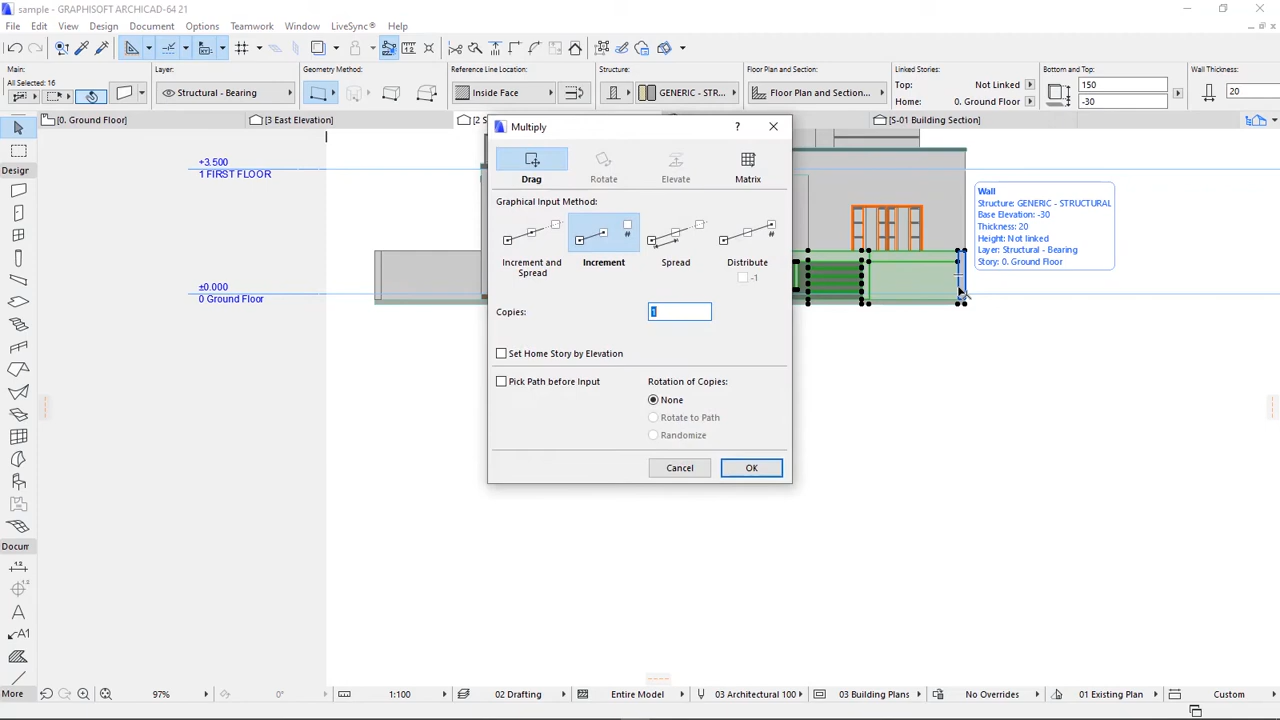 sample - GRAPHISOFT ARCHICAD-64 21
File Edit View Design Document Options Teamwork Window LiveSync® Help
Main: Layer: Geometry Method: Reference Line Location: Structure: Floor Plan and Section: Linked Stories: Bottom and Top: Wall Thickness:
All Selected: 16
Structural - Bearing
Inside Face
GENERIC - STR...
Floor Plan and Section...
Top: Not Linked
Home: 0. Ground Floor
150
-30
20
[0. Ground Floor]
[3 East Elevation]
[2 S
[S-01 Building Section]
Design
Docum
More
+3.500
1 FIRST FLOOR
±0.000
0 Ground Floor
Multiply
?
Drag Rotate Elevate Matrix
Graphical Input Method:
# #
Increment and Spread
Increment
Spread
Distribute
-1
Copies: 1
Set Home Story by Elevation
Pick Path before Input
Rotation of Copies:
None
Rotate to Path
Randomize
Cancel OK
Wall
Structure: GENERIC - STRUCTURAL
Base Elevation: -30
Thickness: 20
Height: Not linked
Layer: Structural - Bearing
Story: 0. Ground Floor
1.2
1.2
A
A1
97% 0° 1:100 02 Drafting Entire Model 03 Architectural 100 03 Building Plans No Overrides 01 Existing Plan Custom